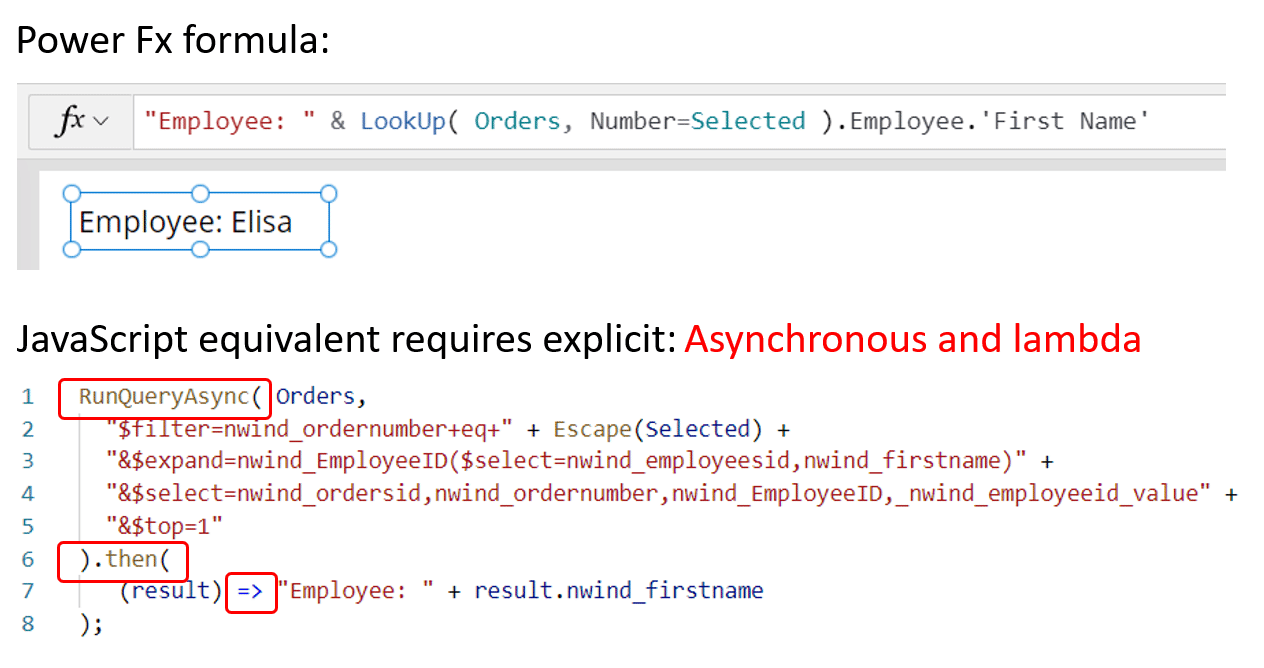 Power Fx formula:
fx "Employee: " & LookUp( Orders, Number=Selected ).Employee.'First Name'
Employee: Elisa
JavaScript equivalent requires explicit: Asynchronous and lambda
1 RunQueryAsync( Orders,
2 "$filter=nwind_ordernumber+eq+" + Escape(Selected) +
3 "&$expand=nwind_EmployeeID($select=nwind_employeesid,nwind_firstname)" +
4 "&$select=nwind_ordersid,nwind_ordernumber,nwind_EmployeeID,_nwind_employeeid_value" +
5 "&$top=1"
6 ).then(
7 (result) => "Employee: " + result.nwind_firstname
8 );